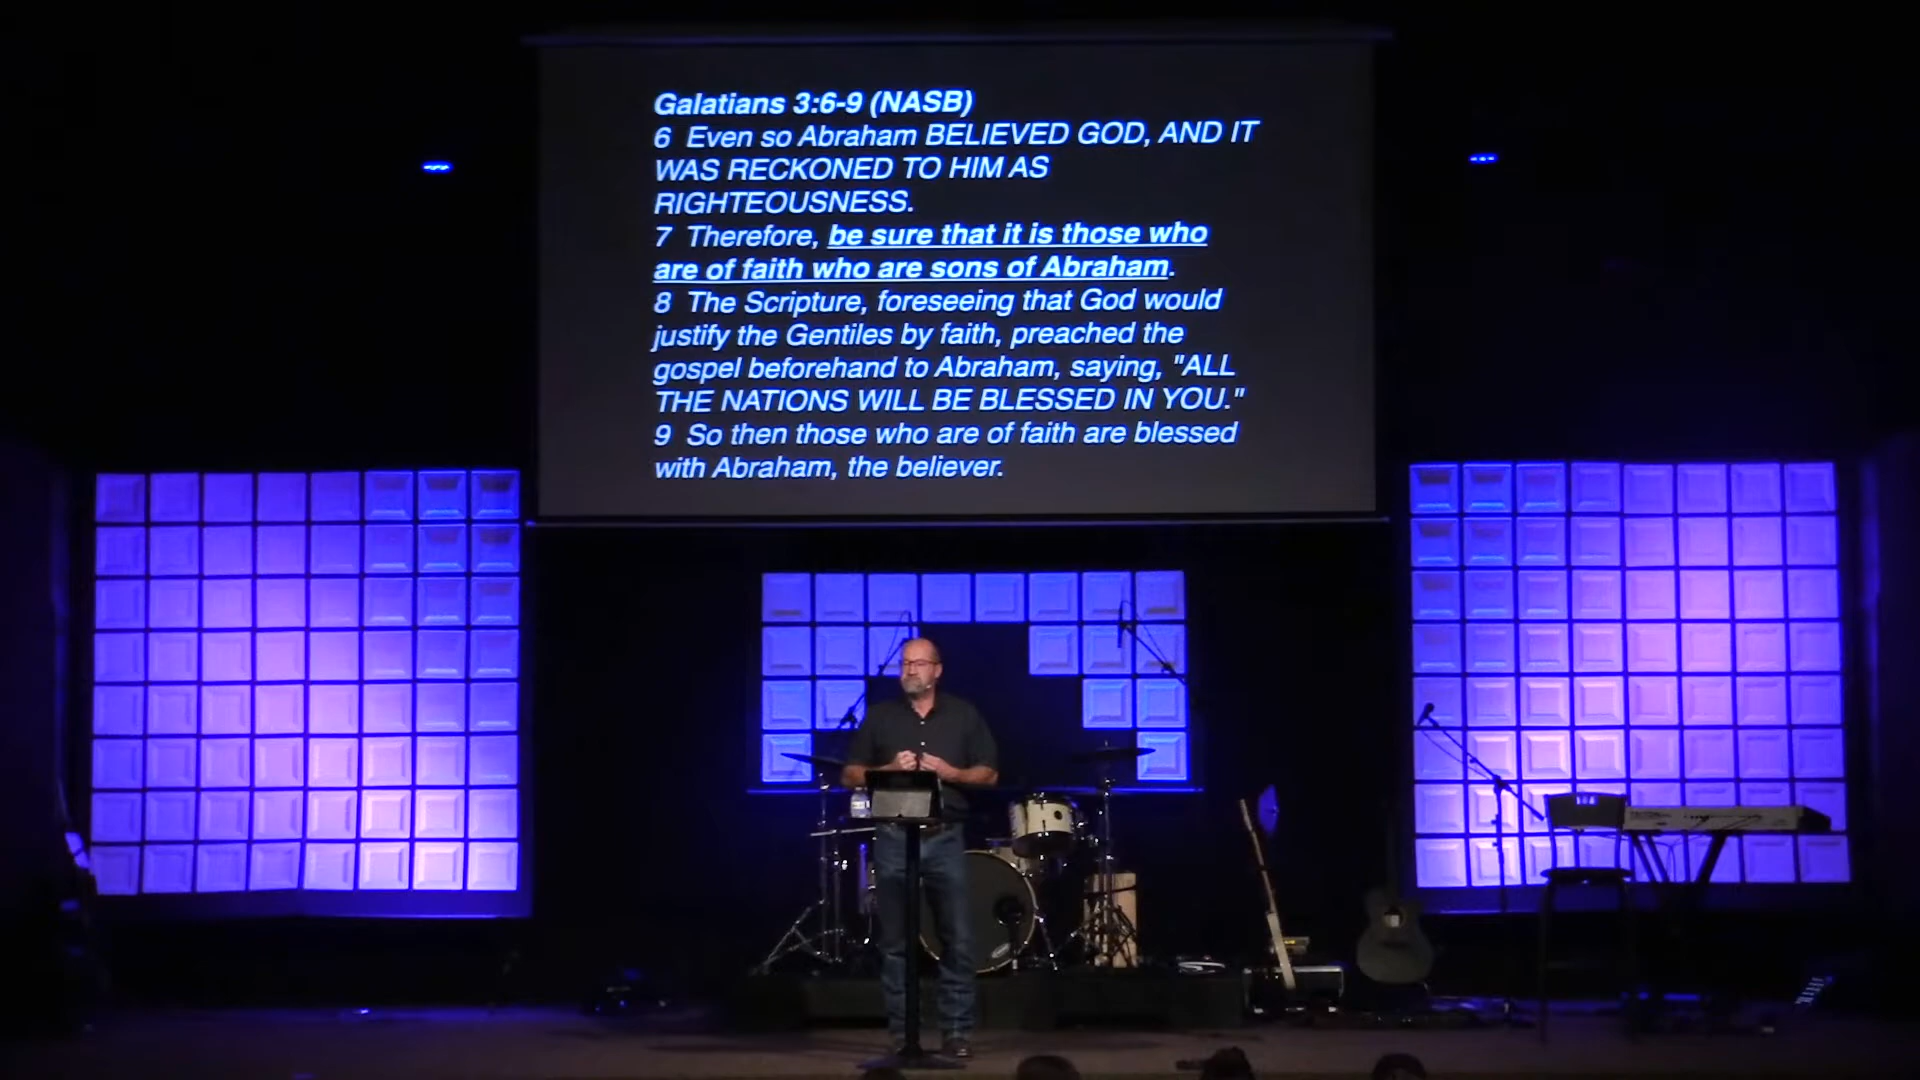 Galatians 3:6-9 (NASB)
6 Even so Abraham BELIEVED GOD, AND IT
WAS RECKONED TO HIM AS
RIGHTEOUSNESS.
7 Therefore, be sure that it is those who
are of faith who are sons of Abraham.
8 The Scripture, foreseeing that God would
justify the Gentiles by faith, preached the
gospel beforehand to Abraham, saying, "ALL
THE NATIONS WILL BE BLESSED IN YOU."
9 So then those who are of faith are blessed
with Abraham, the believer.